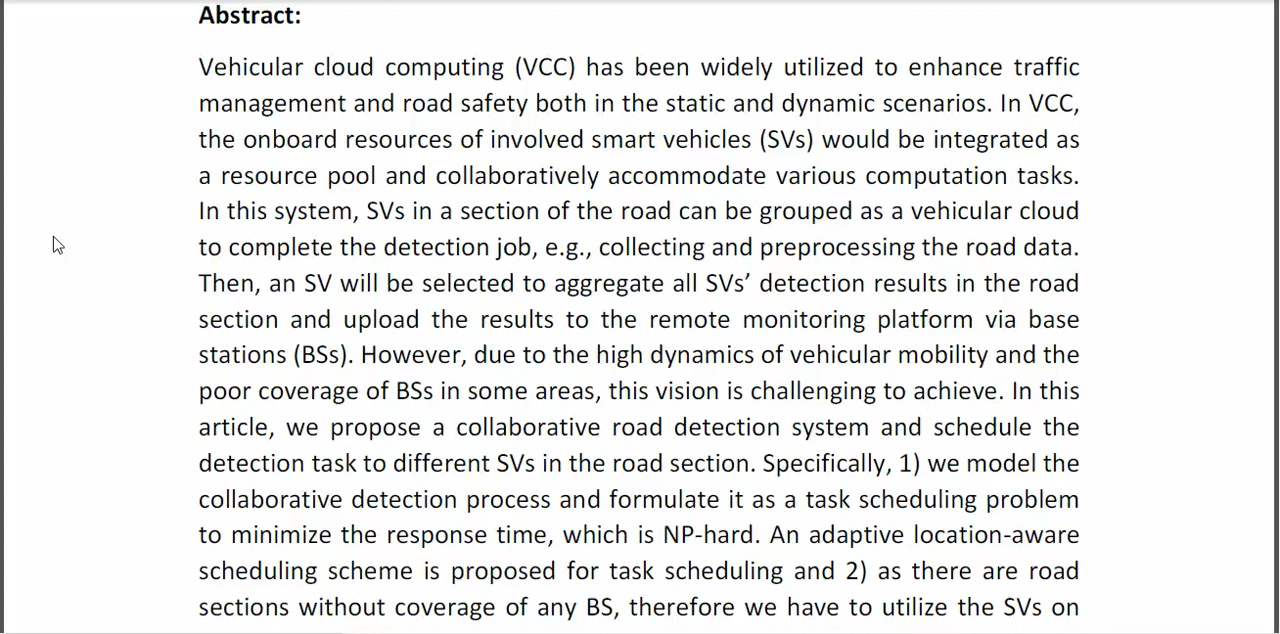 Abstract:
Vehicular cloud computing (VCC) has been widely utilized to enhance traffic
management and road safety both in the static and dynamic scenarios. In VCC,
the onboard resources of involved smart vehicles (SVs) would be integrated as
a resource pool and collaboratively accommodate various computation tasks.
In this system, SVs in a section of the road can be grouped as a vehicular cloud
to complete the detection job, e.g., collecting and preprocessing the road data.
Then, an SV will be selected to aggregate all SVs’ detection results in the road
section and upload the results to the remote monitoring platform via base
stations (BSs). However, due to the high dynamics of vehicular mobility and the
poor coverage of BSs in some areas, this vision is challenging to achieve. In this
article, we propose a collaborative road detection system and schedule the
detection task to different SVs in the road section. Specifically, 1) we model the
collaborative detection process and formulate it as a task scheduling problem
to minimize the response time, which is NP-hard. An adaptive location-aware
scheduling scheme is proposed for task scheduling and 2) as there are road
sections without coverage of any BS, therefore we have to utilize the SVs on